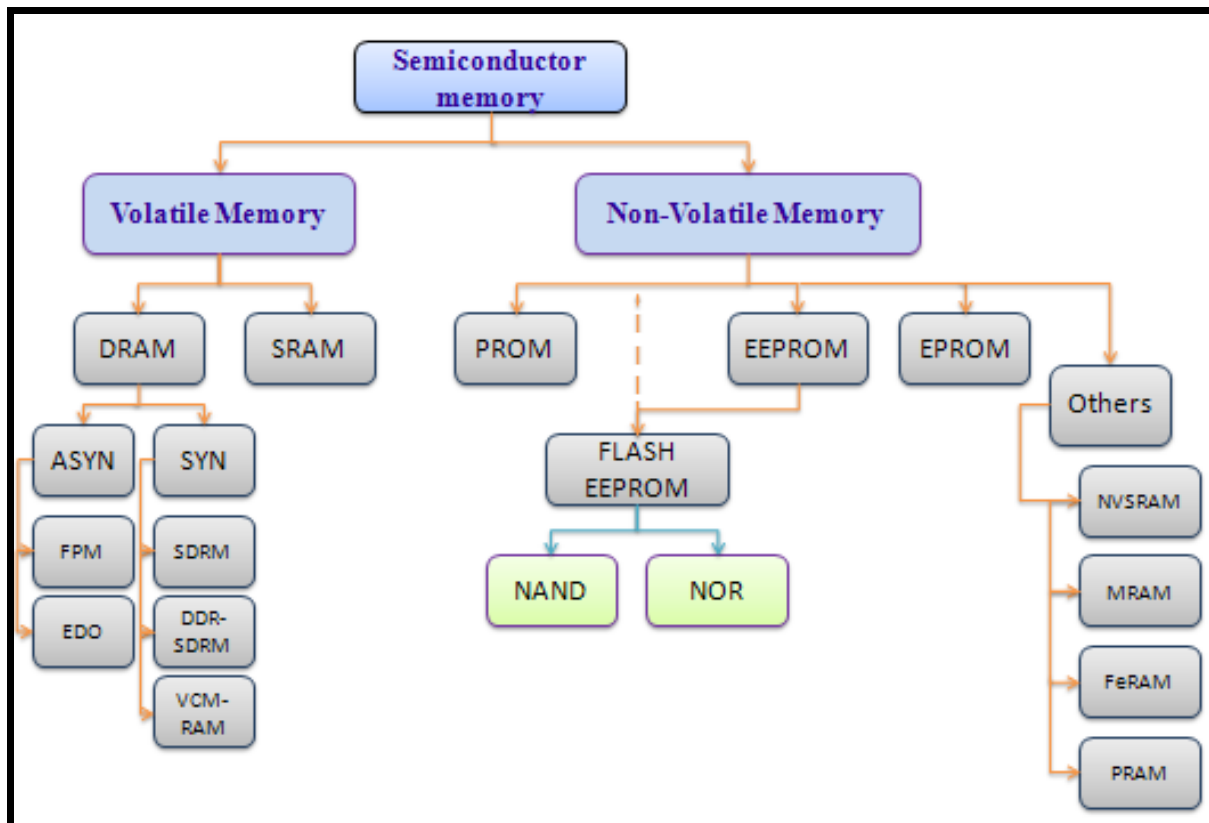 Semiconductor
memory
Volatile Memory
Non-Volatile Memory
DRAM
SRAM
PROM
EEPROM
EPROM
Others
ASYN
SYN
FLASH
EEPROM
NVSRAM
FPM
SDRM
NAND
NOR
MRAM
EDO
DDR-
SDRM
FeRAM
VCM-
RAM
PRAM